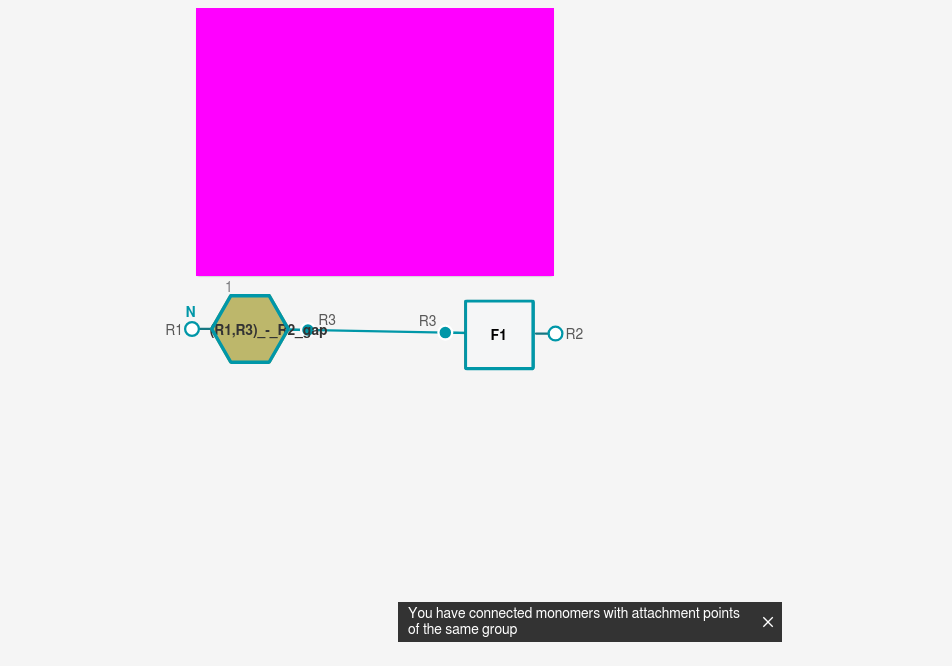 1
N
R1
(R1,R3)_-_R2_gap
R3
R3
F1
R2
You have connected monomers with attachment points
of the same group